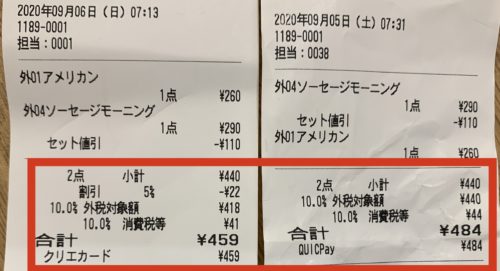 2020年09月06日（日）07:13
1189-0001
担当：0001
外01アメリカン
1点 ¥260
外04ソーセージモーニング
1点 ¥290
セット値引 -¥110
2点 小計 ¥440
割引 5% -¥22
10.0% 外税対象額 ¥418
10.0% 消費税等 ¥41
合計 ¥459
クリエカード ¥459
2020年09月05日（土）07:31
1189-0001
担当：0038
外04ソーセージモーニング
1点 ¥290
セット値引 -¥110
外01アメリカン
1点 ¥260
2点 小計 ¥440
10.0% 外税対象額 ¥440
10.0% 消費税等 ¥44
合計 ¥484
QUICPay ¥484